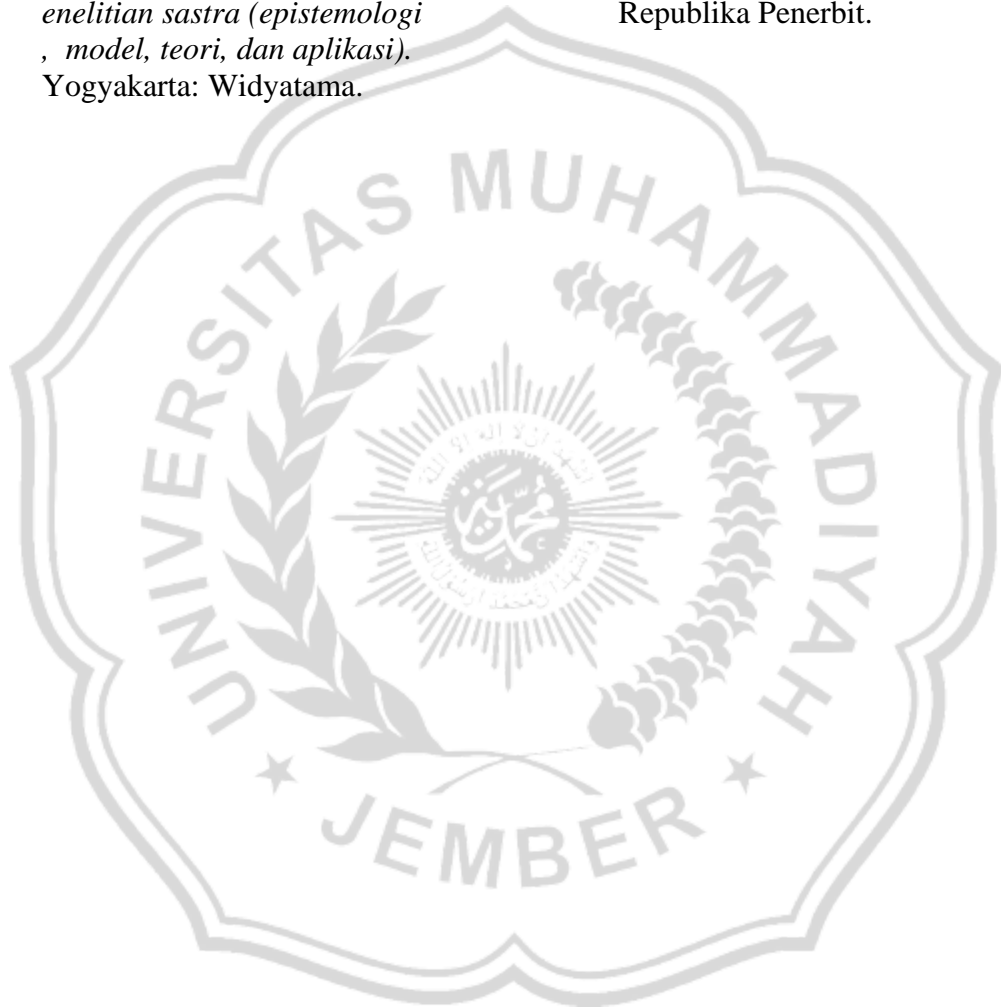 enelitian sastra (epistemologi
, model, teori, dan aplikasi).
Yogyakarta: Widyatama.
Republika Penerbit.
UNIVERSITAS MUHAMMADIYAH
JEMBER